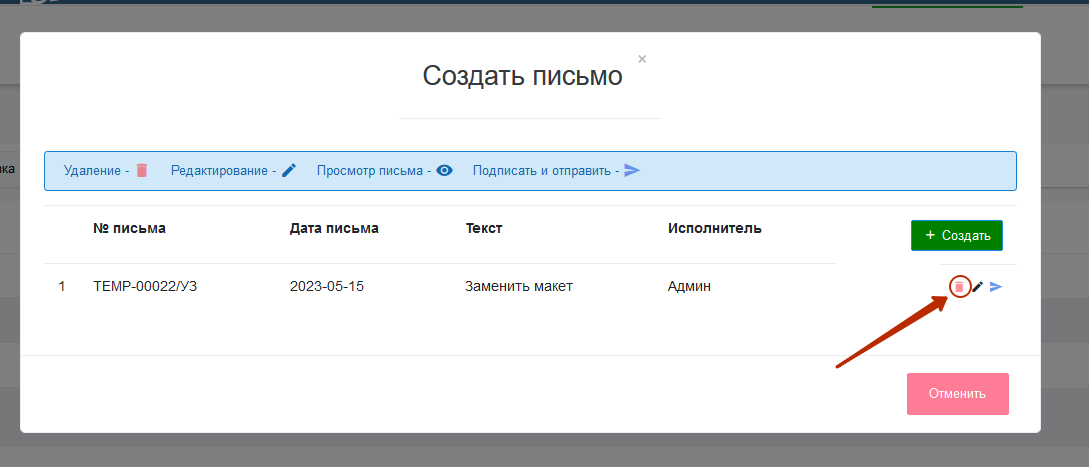 Создать письмо ×
вка
Удаление - Редактирование - Просмотр письма - Подписать и отправить -
№ письма Дата письма Текст Исполнитель + Создать
1 TEMP-00022/УЗ 2023-05-15 Заменить макет Админ
Отменить